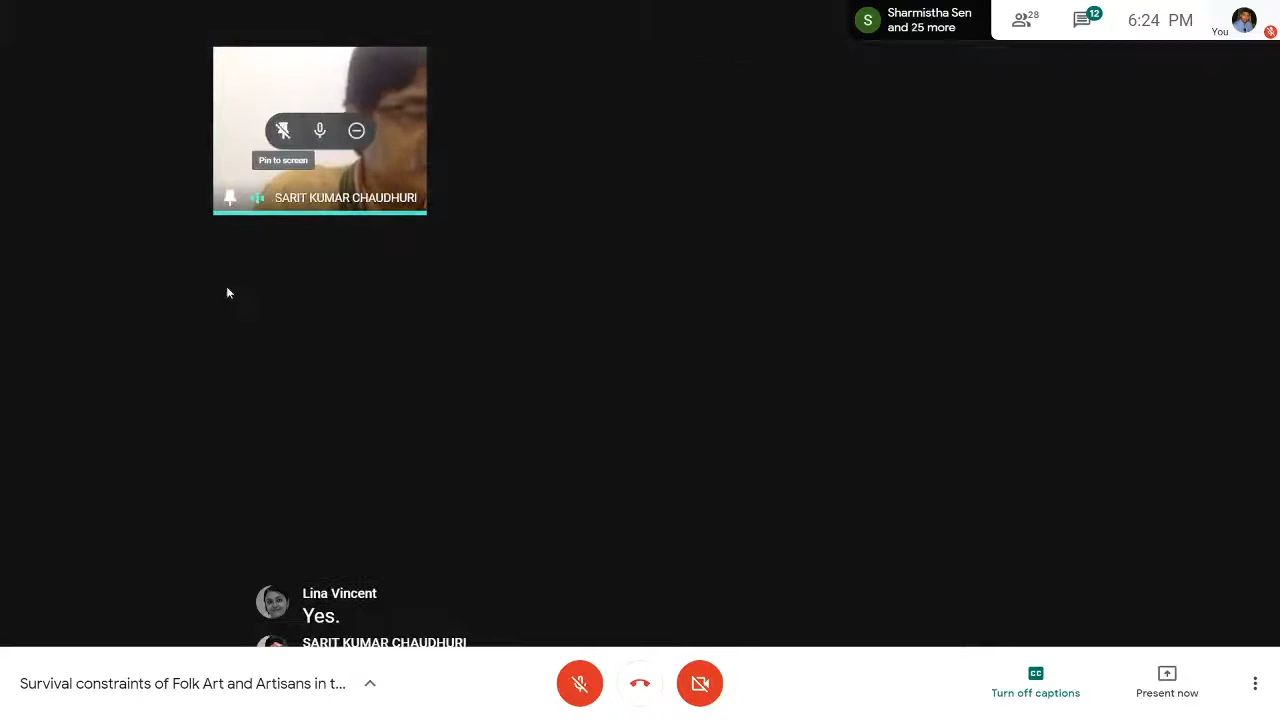 S
Sharmistha Sen
and 25 more
28
12
6:24 PM
You
Pin to screen
SARIT KUMAR CHAUDHURI
Lina Vincent
Yes.
SARIT KUMAR CHAUDHURI
Survival constraints of Folk Art and Artisans in t...
CC
Turn off captions
Present now